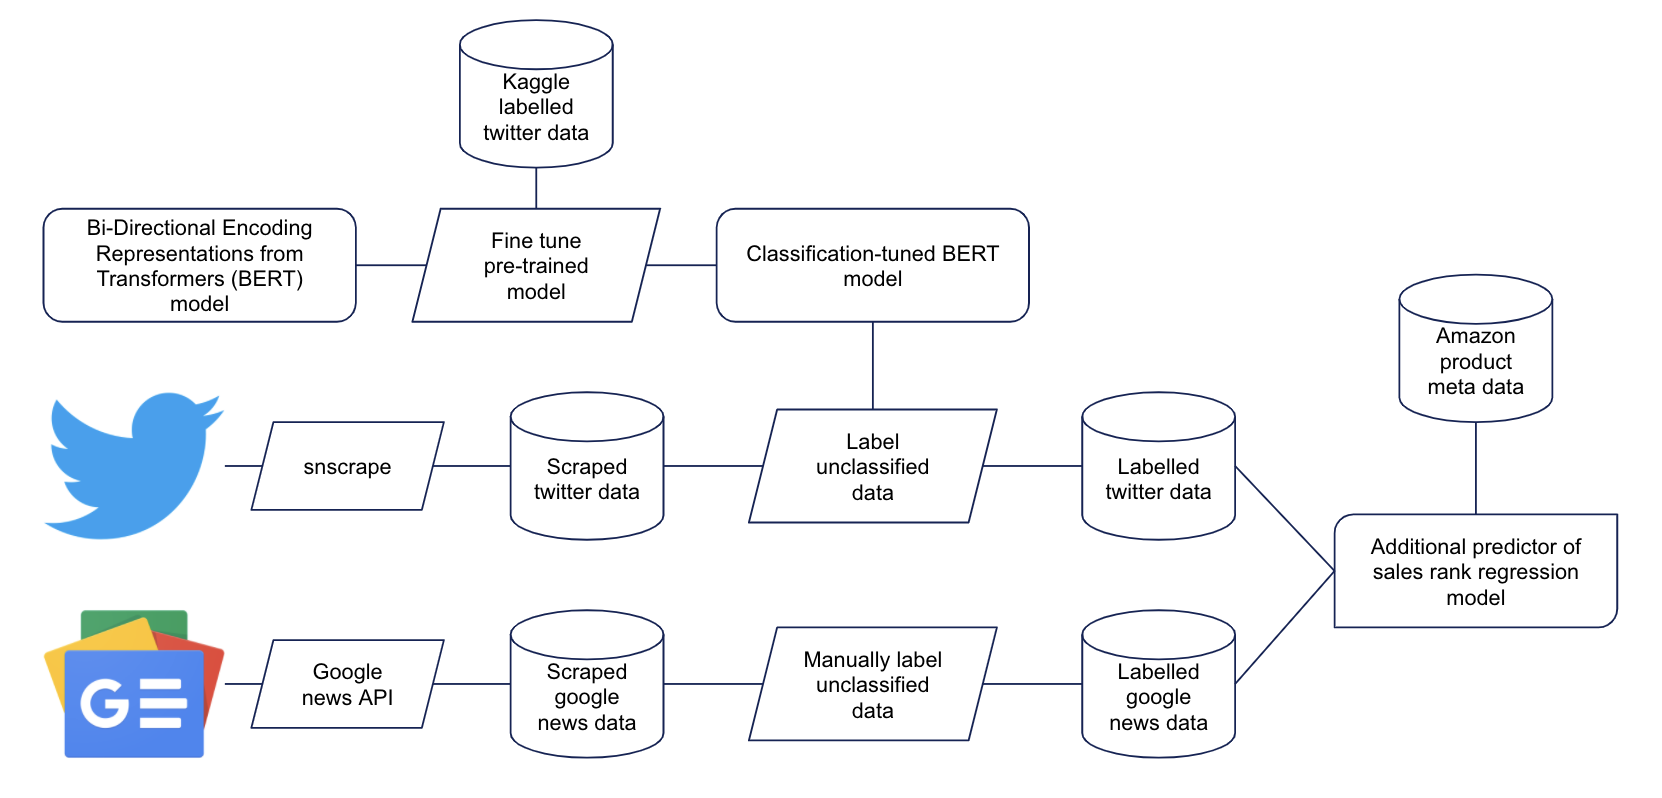 Kaggle
labelled
twitter data
Bi-Directional Encoding
Representations from
Transformers (BERT)
model
Fine tune
pre-trained
model
Classification-tuned BERT
model
Amazon
product
meta data
snscrape
Scraped
twitter data
Label
unclassified
data
Labelled
twitter data
Additional predictor of
sales rank regression
model
G
Google
news API
Scraped
google
news data
Manually label
unclassified
data
Labelled
google
news data